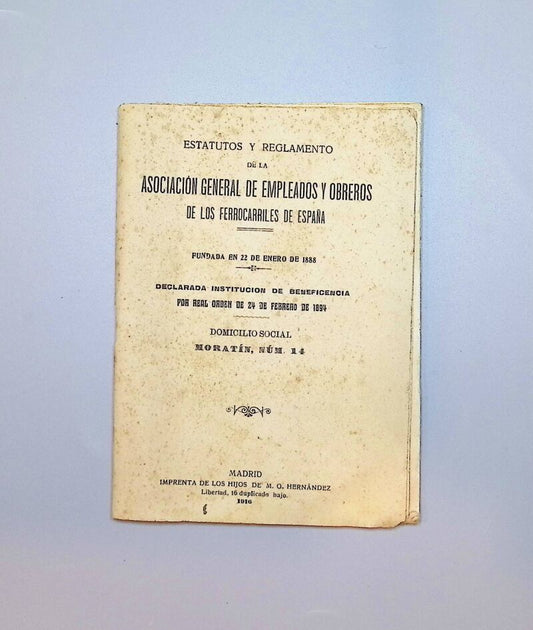 ESTATUTOS Y REGLAMENTO
DE LA
ASOCIACIÓN GENERAL DE EMPLEADOS Y OBREROS
DE LOS FERROCARRILES DE ESPAÑA
FUNDADA EN 22 DE ENERO DE 1888
DECLARADA INSTITUCION DE BENEFICENCIA
POR REAL ORDEN DE 24 DE FEBRERO DE 1894
DOMICILIO SOCIAL
MORATÍN, NÚM. 14
MADRID
IMPRENTA DE LOS HIJOS DE M. G. HERNÁNDEZ
Libertad, 16 duplicado bajo.
1916